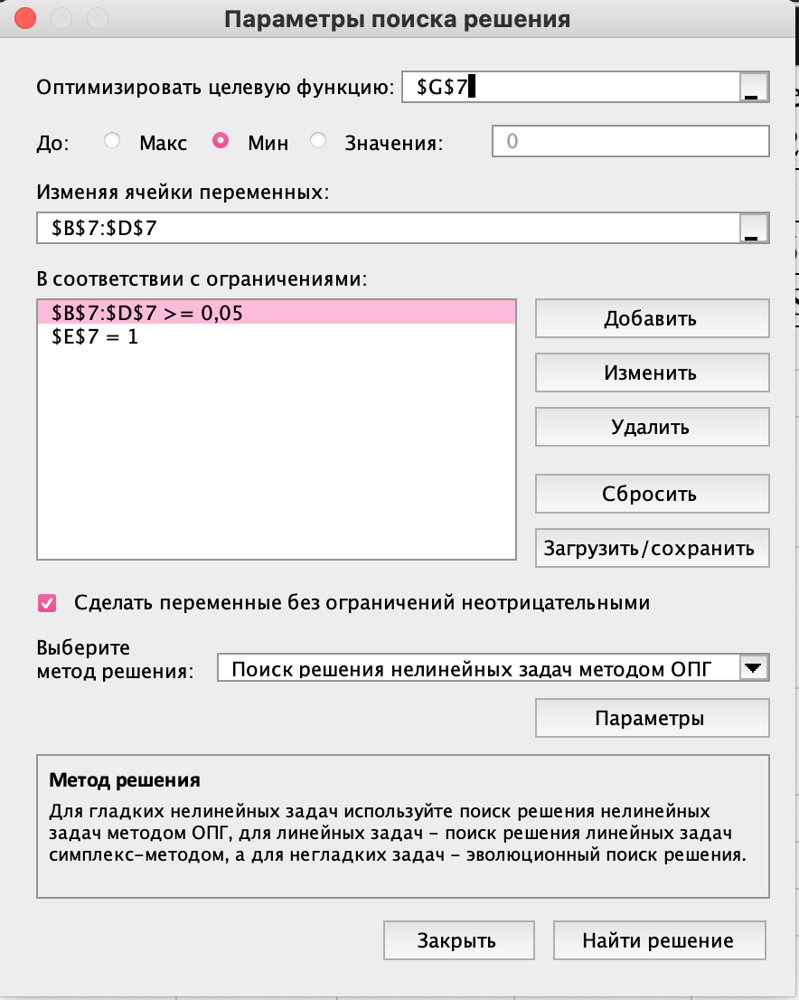 Параметры поиска решения
Оптимизировать целевую функцию: $G$7
До: Макс Мин Значения: 0
Изменяя ячейки переменных:
$B$7:$D$7
В соответствии с ограничениями:
$B$7:$D$7 >= 0,05
$E$7 = 1
Добавить
Изменить
Удалить
Сбросить
Загрузить/сохранить
Сделать переменные без ограничений неотрицательными
Выберите
метод решения: Поиск решения нелинейных задач методом ОПГ
Параметры
Метод решения
Для гладких нелинейных задач используйте поиск решения нелинейных
задач методом ОПГ, для линейных задач - поиск решения линейных задач
симплекс-методом, а для негладких задач - эволюционный поиск решения.
Закрыть Найти решение